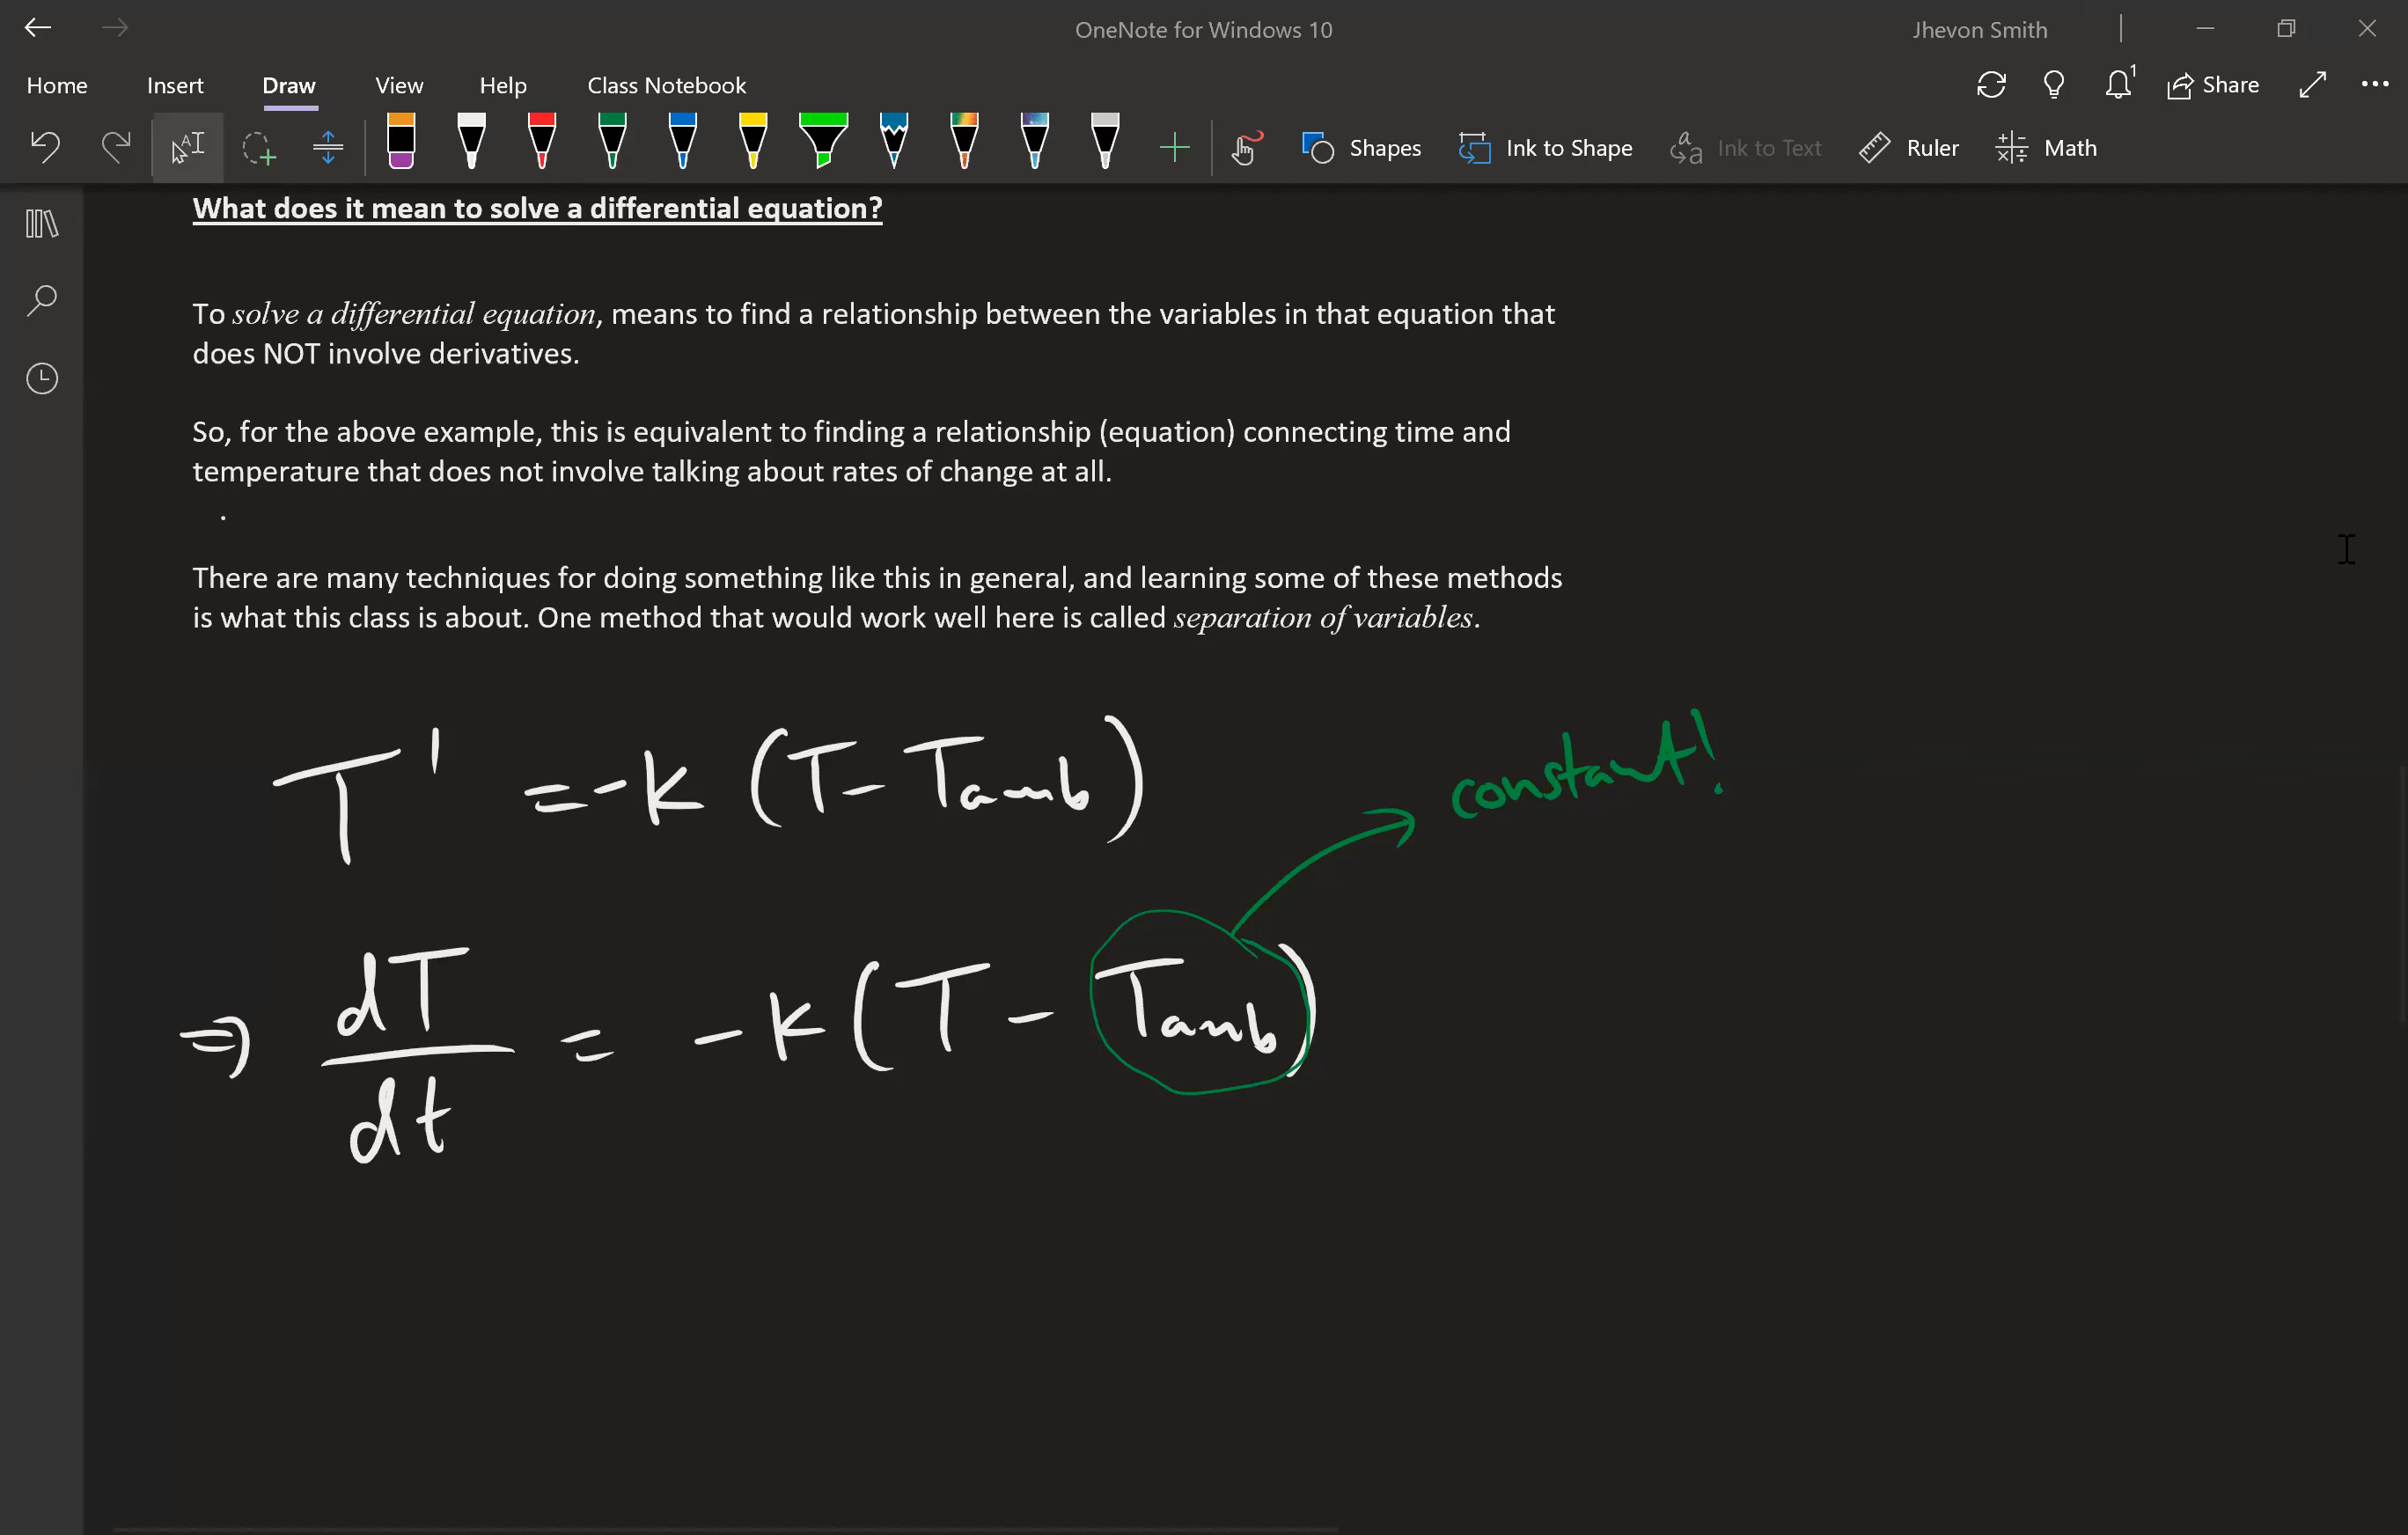 OneNote for Windows 10
Jhevon Smith
Home Insert Draw View Help Class Notebook
1
Share
Shapes Ink to Shape Ink to Text Ruler Math
What does it mean to solve a differential equation?
To solve a differential equation, means to find a relationship between the variables in that equation that
does NOT involve derivatives.
So, for the above example, this is equivalent to finding a relationship (equation) connecting time and
temperature that does not involve talking about rates of change at all.
.
There are many techniques for doing something like this in general, and learning some of these methods
is what this class is about. One method that would work well here is called separation of variables.
T' = -k (T - Tamb)
constant!
⇒ dT/dt = -k (T - Tamb)